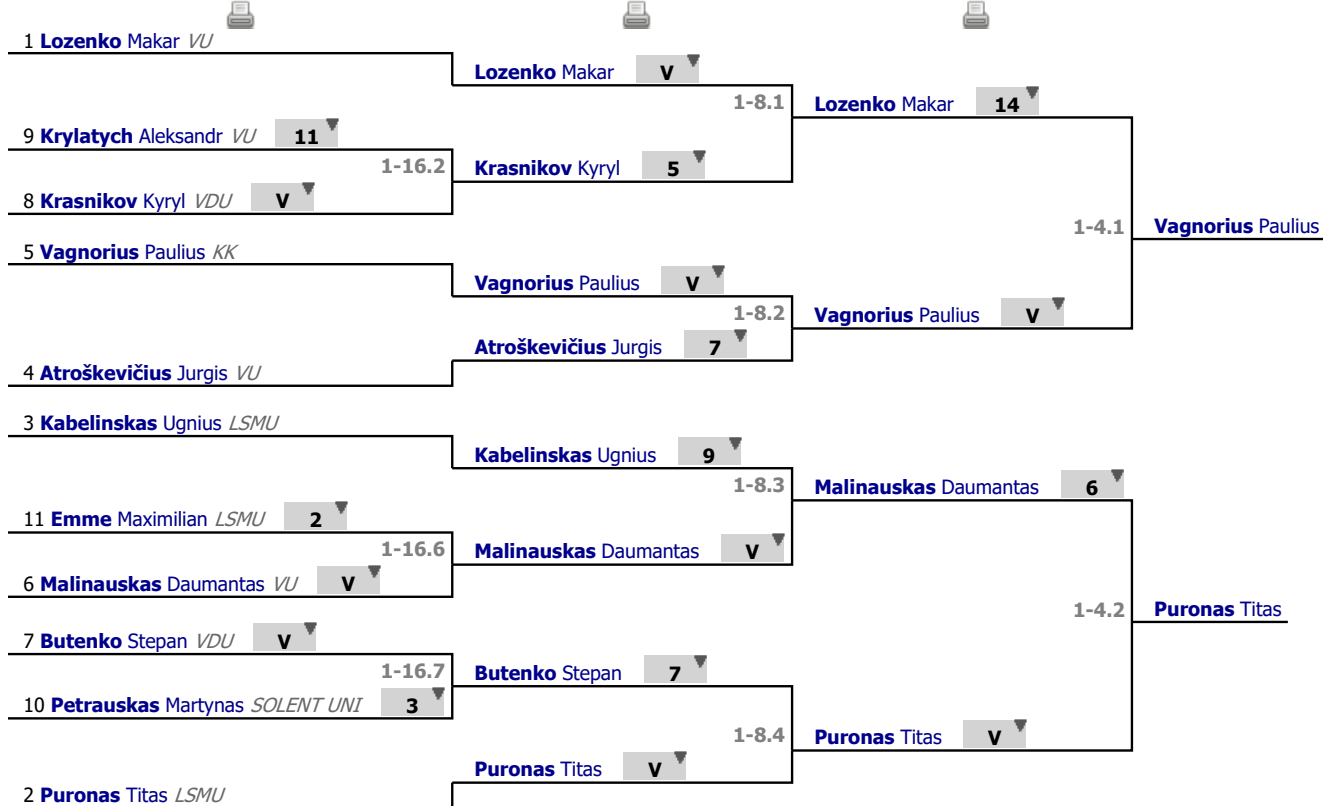 1 Lozenko Makar VU
Lozenko Makar V
1-8.1
Lozenko Makar 14
9 Krylatych Aleksandr VU 11
1-16.2
Krasnikov Kyryl 5
8 Krasnikov Kyryl VDU V
1-4.1
Vagnorius Paulius
5 Vagnorius Paulius KK
Vagnorius Paulius V
1-8.2
Vagnorius Paulius V
Atroškevičius Jurgis 7
4 Atroškevičius Jurgis VU
3 Kabelinskas Ugnius LSMU
Kabelinskas Ugnius 9
1-8.3
Malinauskas Daumantas 6
11 Emme Maximilian LSMU 2
1-16.6
Malinauskas Daumantas V
6 Malinauskas Daumantas VU V
1-4.2
Puronas Titas
7 Butenko Stepan VDU V
1-16.7
Butenko Stepan 7
10 Petrauskas Martynas SOLENT UNI 3
1-8.4
Puronas Titas V
Puronas Titas V
2 Puronas Titas LSMU